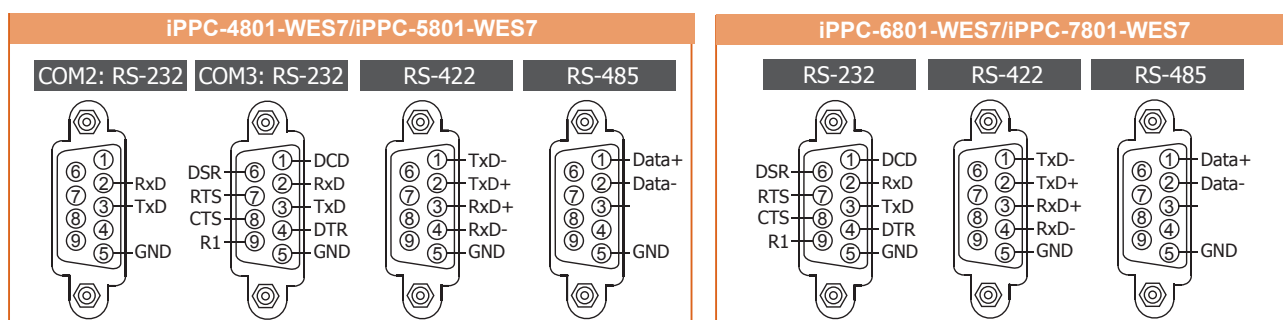 iPPC-4801-WES7/iPPC-5801-WES7
COM2: RS-232
1
6
2 RxD
7
3 TxD
8
4
9
5 GND
COM3: RS-232
1 DCD
DSR 6
2 RxD
RTS 7
3 TxD
CTS 8
4 DTR
R1 9
5 GND
RS-422
1 TxD-
6
2 TxD+
7
3 RxD+
8
4 RxD-
9
5 GND
RS-485
1 Data+
6
2 Data-
7
3
8
4
9
5 GND
iPPC-6801-WES7/iPPC-7801-WES7
RS-232
1 DCD
DSR 6
2 RxD
RTS 7
3 TxD
CTS 8
4 DTR
R1 9
5 GND
RS-422
1 TxD-
6
2 TxD+
7
3 RxD+
8
4 RxD-
9
5 GND
RS-485
1 Data+
6
2 Data-
7
3
8
4
9
5 GND